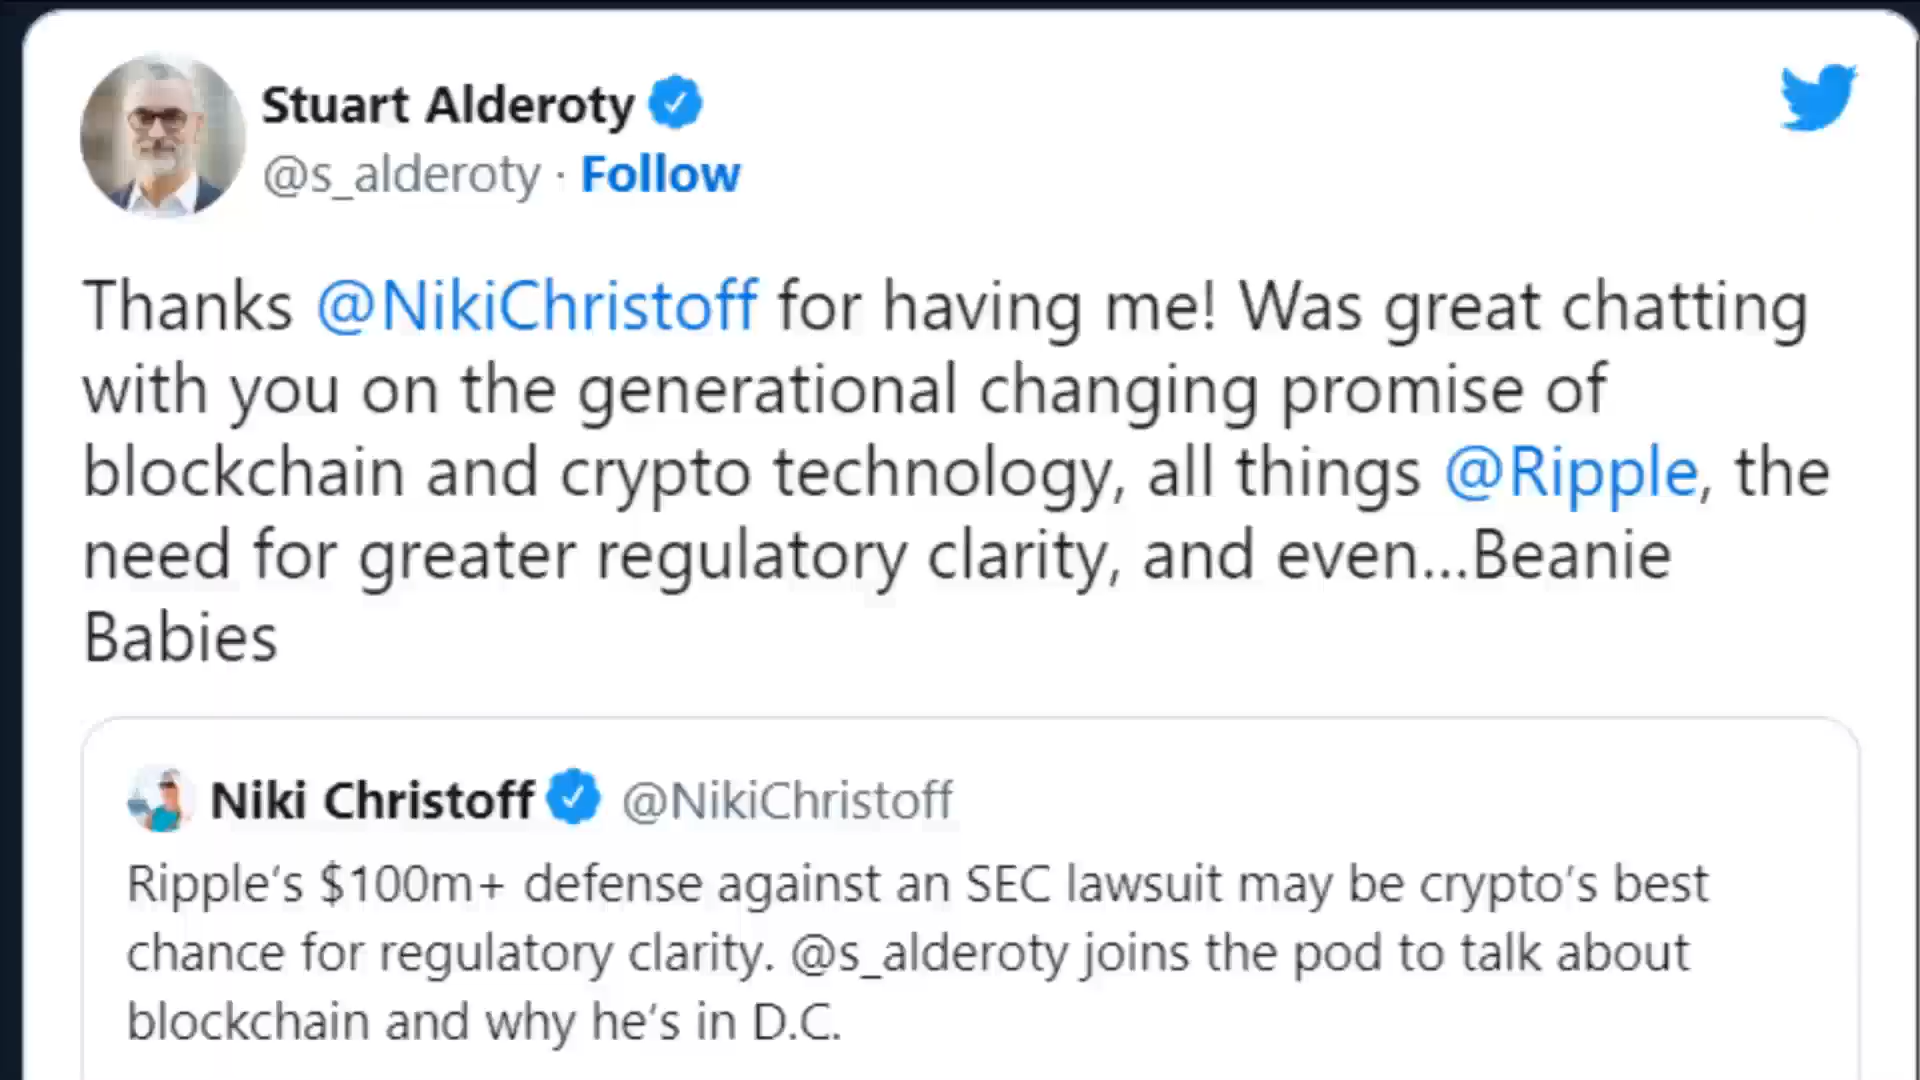 Stuart Alderoty
@s_alderoty · Follow
Thanks @NikiChristoff for having me! Was great chatting
with you on the generational changing promise of
blockchain and crypto technology, all things @Ripple, the
need for greater regulatory clarity, and even...Beanie
Babies
Niki Christoff @NikiChristoff
Ripple’s $100m+ defense against an SEC lawsuit may be crypto’s best
chance for regulatory clarity. @s_alderoty joins the pod to talk about
blockchain and why he’s in D.C.